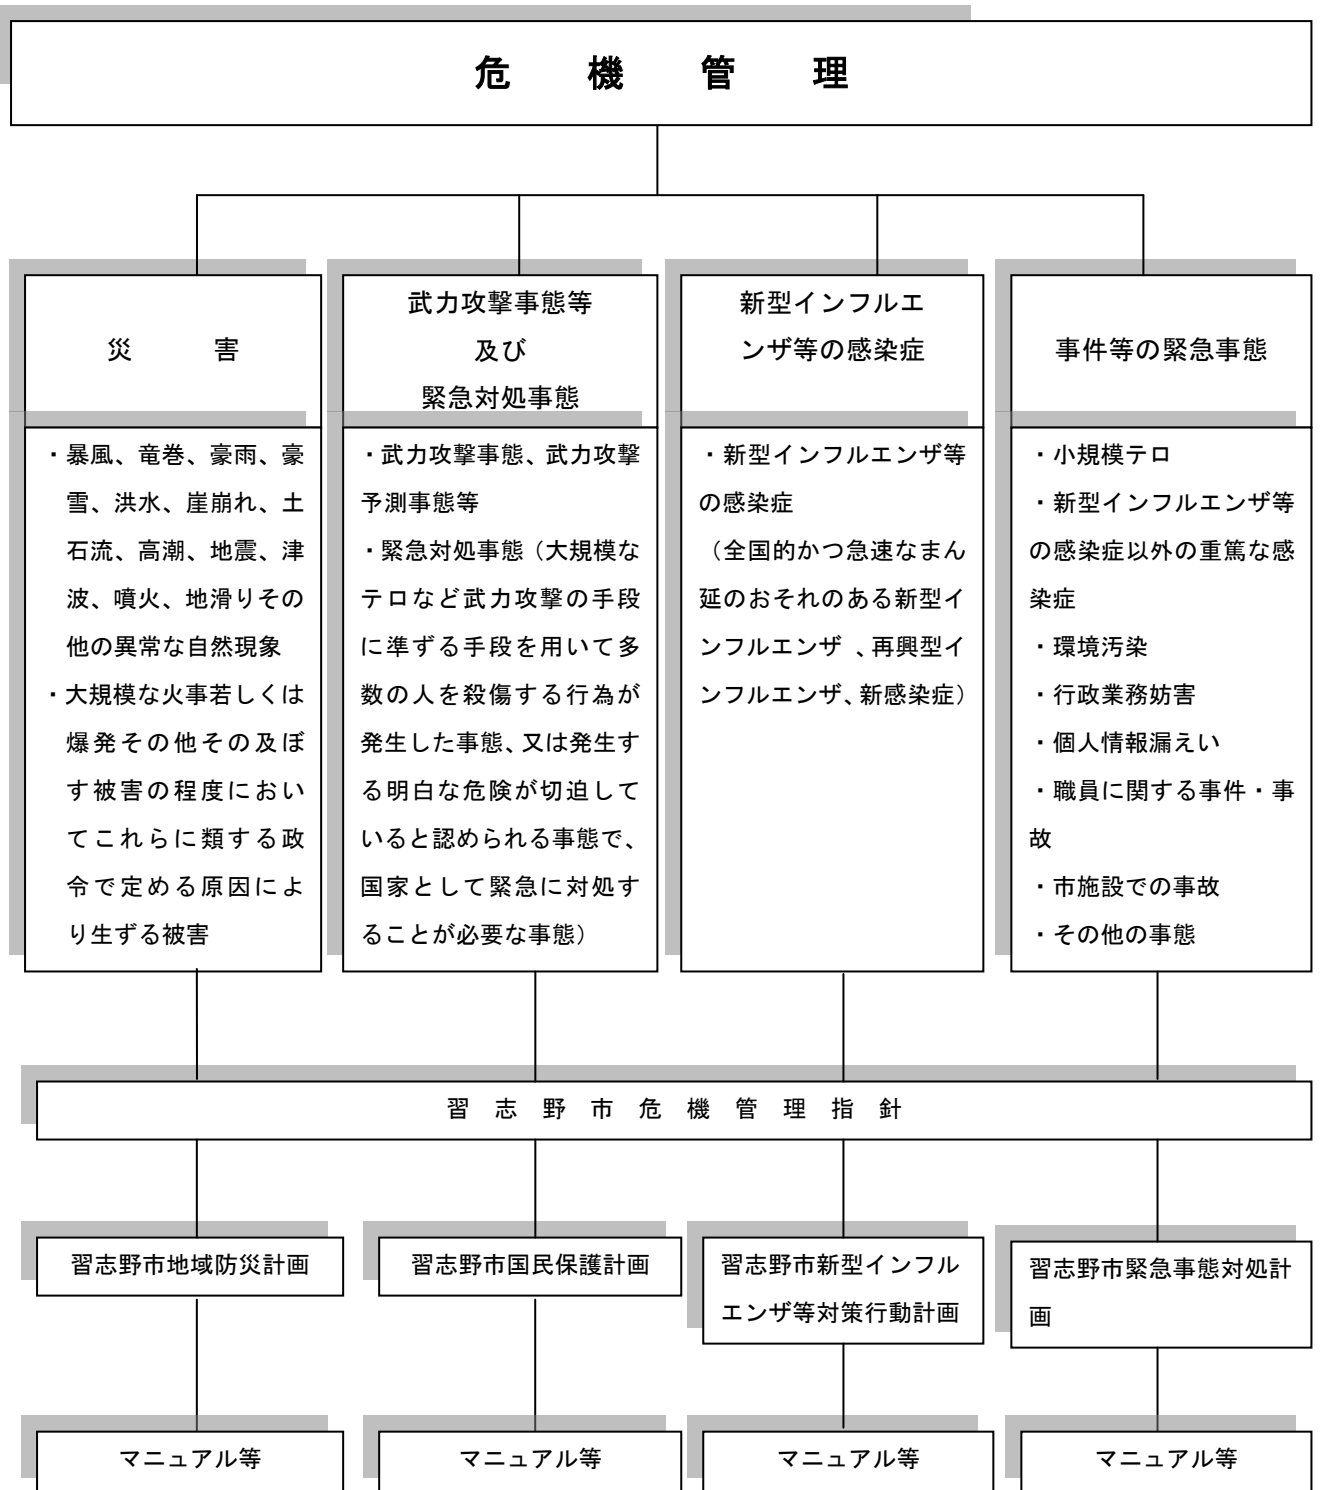 危機管理
災害
武力攻撃事態等
及び
緊急対処事態
新型インフルエ
ンザ等の感染症
事件等の緊急事態
・暴風、竜巻、豪雨、豪
雪、洪水、崖崩れ、土
石流、高潮、地震、津
波、噴火、地滑りその
他の異常な自然現象
・大規模な火事若しくは
爆発その他その及ぼ
す被害の程度におい
てこれらに類する政
令で定める原因によ
り生ずる被害
・武力攻撃事態、武力攻撃
予測事態等
・緊急対処事態（大規模な
テロなど武力攻撃の手段
に準ずる手段を用いて多
数の人を殺傷する行為が
発生した事態、又は発生す
る明白な危険が切迫して
いると認められる事態で、
国家として緊急に対処す
ることが必要な事態）
・新型インフルエンザ等
の感染症
（全国的かつ急速なまん
延のおそれのある新型イ
ンフルエンザ 、再興型イ
ンフルエンザ、新感染症）
・小規模テロ
・新型インフルエンザ等
の感染症以外の重篤な感
染症
・環境汚染
・行政業務妨害
・個人情報漏えい
・職員に関する事件・事
故
・市施設での事故
・その他の事態
習志野市危機管理指針
習志野市地域防災計画
習志野市国民保護計画
習志野市新型インフル
エンザ等対策行動計画
習志野市緊急事態対処計
画
マニュアル等
マニュアル等
マニュアル等
マニュアル等